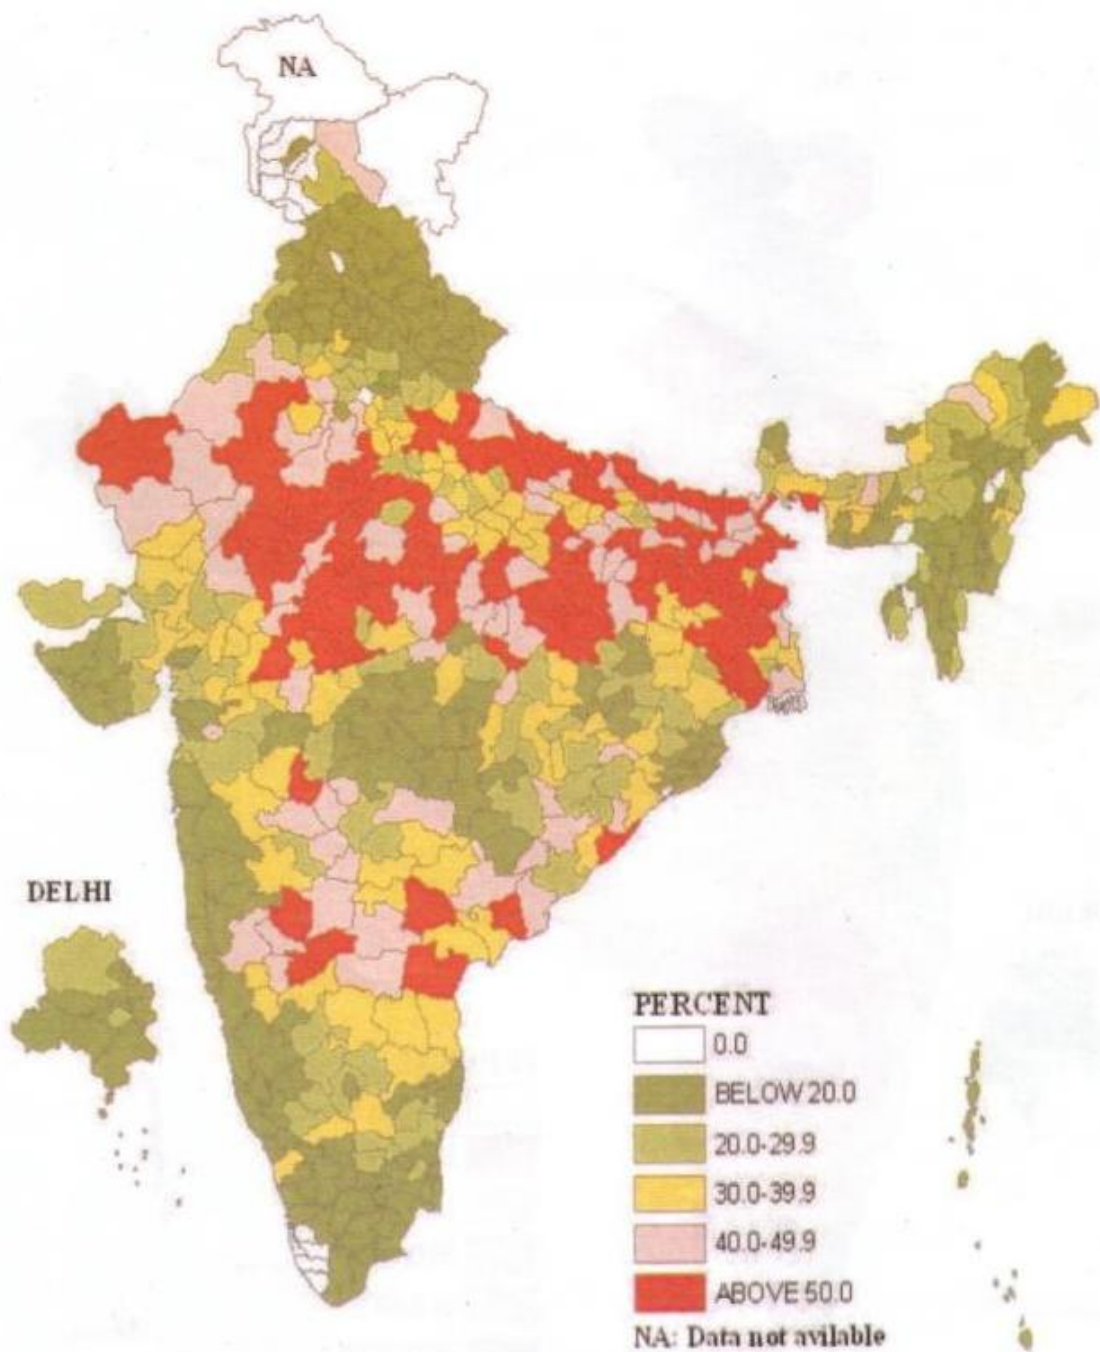 NA
DELHI
PERCENT
0.0
BELOW 20.0
20.0-29.9
30.0-39.9
40.0-49.9
ABOVE 50.0
NA: Data not avilable